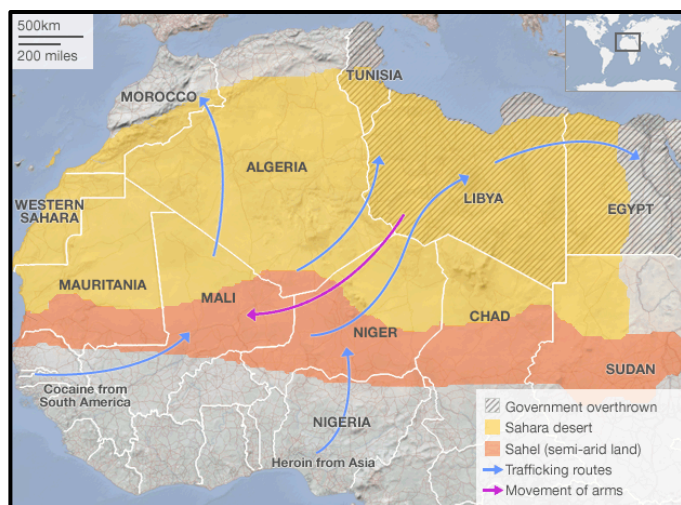 500km
200 miles
TUNISIA
MOROCCO
ALGERIA
LIBYA
WESTERN
SAHARA
EGYPT
MAURITANIA
MALI
NIGER
CHAD
SUDAN
Cocaine from
South America
NIGERIA
Heroin from Asia
Government overthrown
Sahara desert
Sahel (semi-arid land)
Trafficking routes
Movement of arms